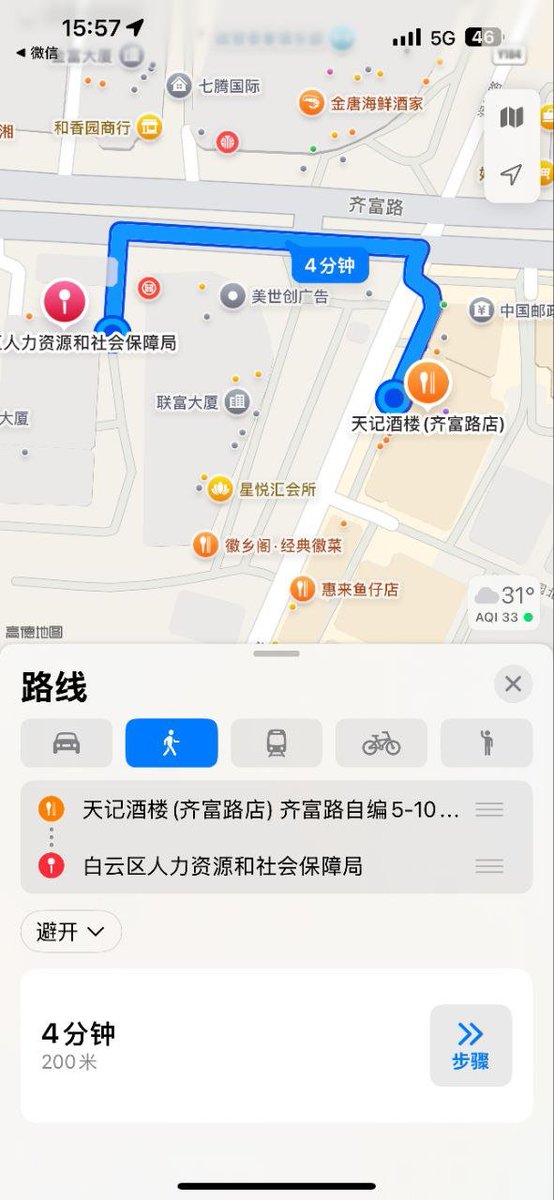 15:57
5G 46
微信
七腾国际
金唐海鲜酒家
湘
和香园商行
齐富路
4分钟
美世创广告
中国邮政
区人力资源和社会保障局
联富大厦
大厦
天记酒楼(齐富路店)
星悦汇会所
徽乡阁·经典徽菜
惠来鱼仔店
31°
AQI 33
高德地图
路线
天记酒楼(齐富路店) 齐富路自编5-10...
白云区人力资源和社会保障局
避开
4分钟
200米
步骤